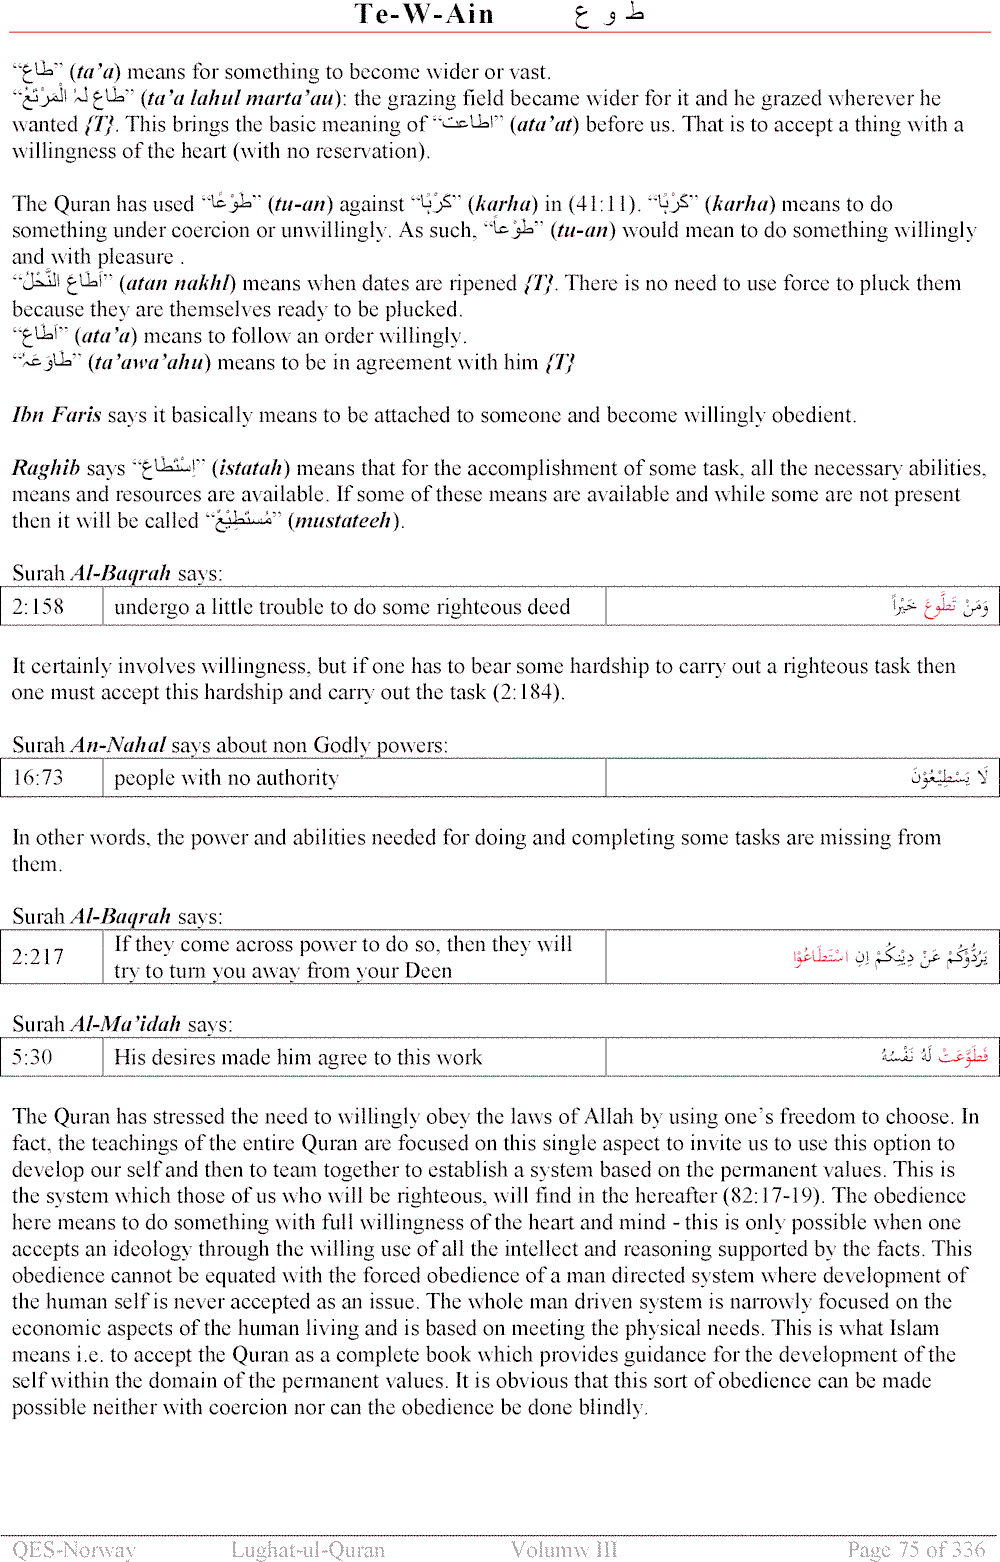 Te-W-Ain ط و ع
“طَاعَ” (ta’a) means for something to become wider or vast.
“طَاعَ لَہٗ الْمَرْتَعُ” (ta’a lahul marta’au): the grazing field became wider for it and he grazed wherever he
wanted {T}. This brings the basic meaning of “اطاعت” (ata’at) before us. That is to accept a thing with a
willingness of the heart (with no reservation).
The Quran has used “طَوْعًا” (tu-an) against “كَرْہًا” (karha) in (41:11). “كَرْہًا” (karha) means to do
something under coercion or unwillingly. As such, “طَوْعاً” (tu-an) would mean to do something willingly
and with pleasure .
“أَطَاعَ النَّخْلُ” (atan nakhl) means when dates are ripened {T}. There is no need to use force to pluck them
because they are themselves ready to be plucked.
“اَطَاعَ” (ata’a) means to follow an order willingly.
“طَاوَعَہٗ” (ta’awa’ahu) means to be in agreement with him {T}
Ibn Faris says it basically means to be attached to someone and become willingly obedient.
Raghib says “اِسْتَطَاعَ” (istatah) means that for the accomplishment of some task, all the necessary abilities,
means and resources are available. If some of these means are available and while some are not present
then it will be called “مُستَطِيْعٌ” (mustateeh).
Surah Al-Baqrah says:
2:158 undergo a little trouble to do some righteous deed وَمَنْ تَطَّوعَ خَيْراً
It certainly involves willingness, but if one has to bear some hardship to carry out a righteous task then
one must accept this hardship and carry out the task (2:184).
Surah An-Nahal says about non Godly powers:
16:73 people with no authority لَا يَسْطِيْعُوْنَ
In other words, the power and abilities needed for doing and completing some tasks are missing from
them.
Surah Al-Baqrah says:
2:217 If they come across power to do so, then they will
try to turn you away from your Deen يَرُدُّوْكُمْ عَنْ دِيْنِكُمْ اِنِ اسْتَطَاعُوْا
Surah Al-Ma’idah says:
5:30 His desires made him agree to this work فَطَوَّعَتْ لَهُ نَفْسُهُ
The Quran has stressed the need to willingly obey the laws of Allah by using one’s freedom to choose. In
fact, the teachings of the entire Quran are focused on this single aspect to invite us to use this option to
develop our self and then to team together to establish a system based on the permanent values. This is
the system which those of us who will be righteous, will find in the hereafter (82:17-19). The obedience
here means to do something with full willingness of the heart and mind - this is only possible when one
accepts an ideology through the willing use of all the intellect and reasoning supported by the facts. This
obedience cannot be equated with the forced obedience of a man directed system where development of
the human self is never accepted as an issue. The whole man driven system is narrowly focused on the
economic aspects of the human living and is based on meeting the physical needs. This is what Islam
means i.e. to accept the Quran as a complete book which provides guidance for the development of the
self within the domain of the permanent values. It is obvious that this sort of obedience can be made
possible neither with coercion nor can the obedience be done blindly.
QES-Norway Lughat-ul-Quran Volumw III Page 75 of 336